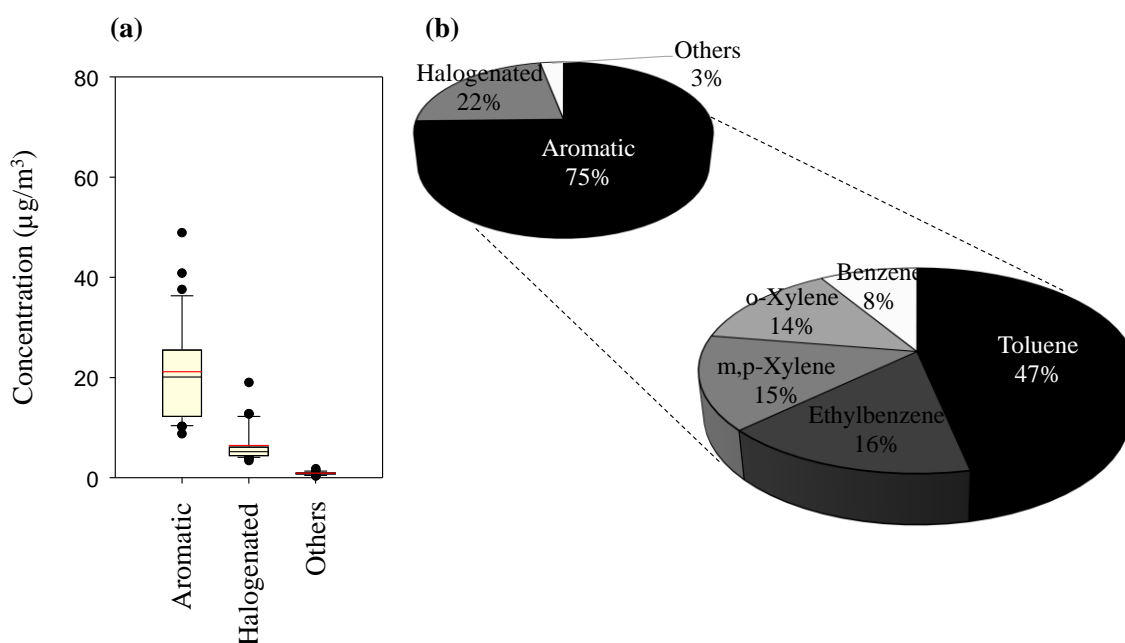 (a)
80
60
40
20
0
Concentration (µg/m³)
Aromatic
Halogenated
Others
(b)
Others
3%
Halogenated
22%
Aromatic
75%
Benzene
8%
o-Xylene
14%
m,p-Xylene
15%
Ethylbenzene
16%
Toluene
47%